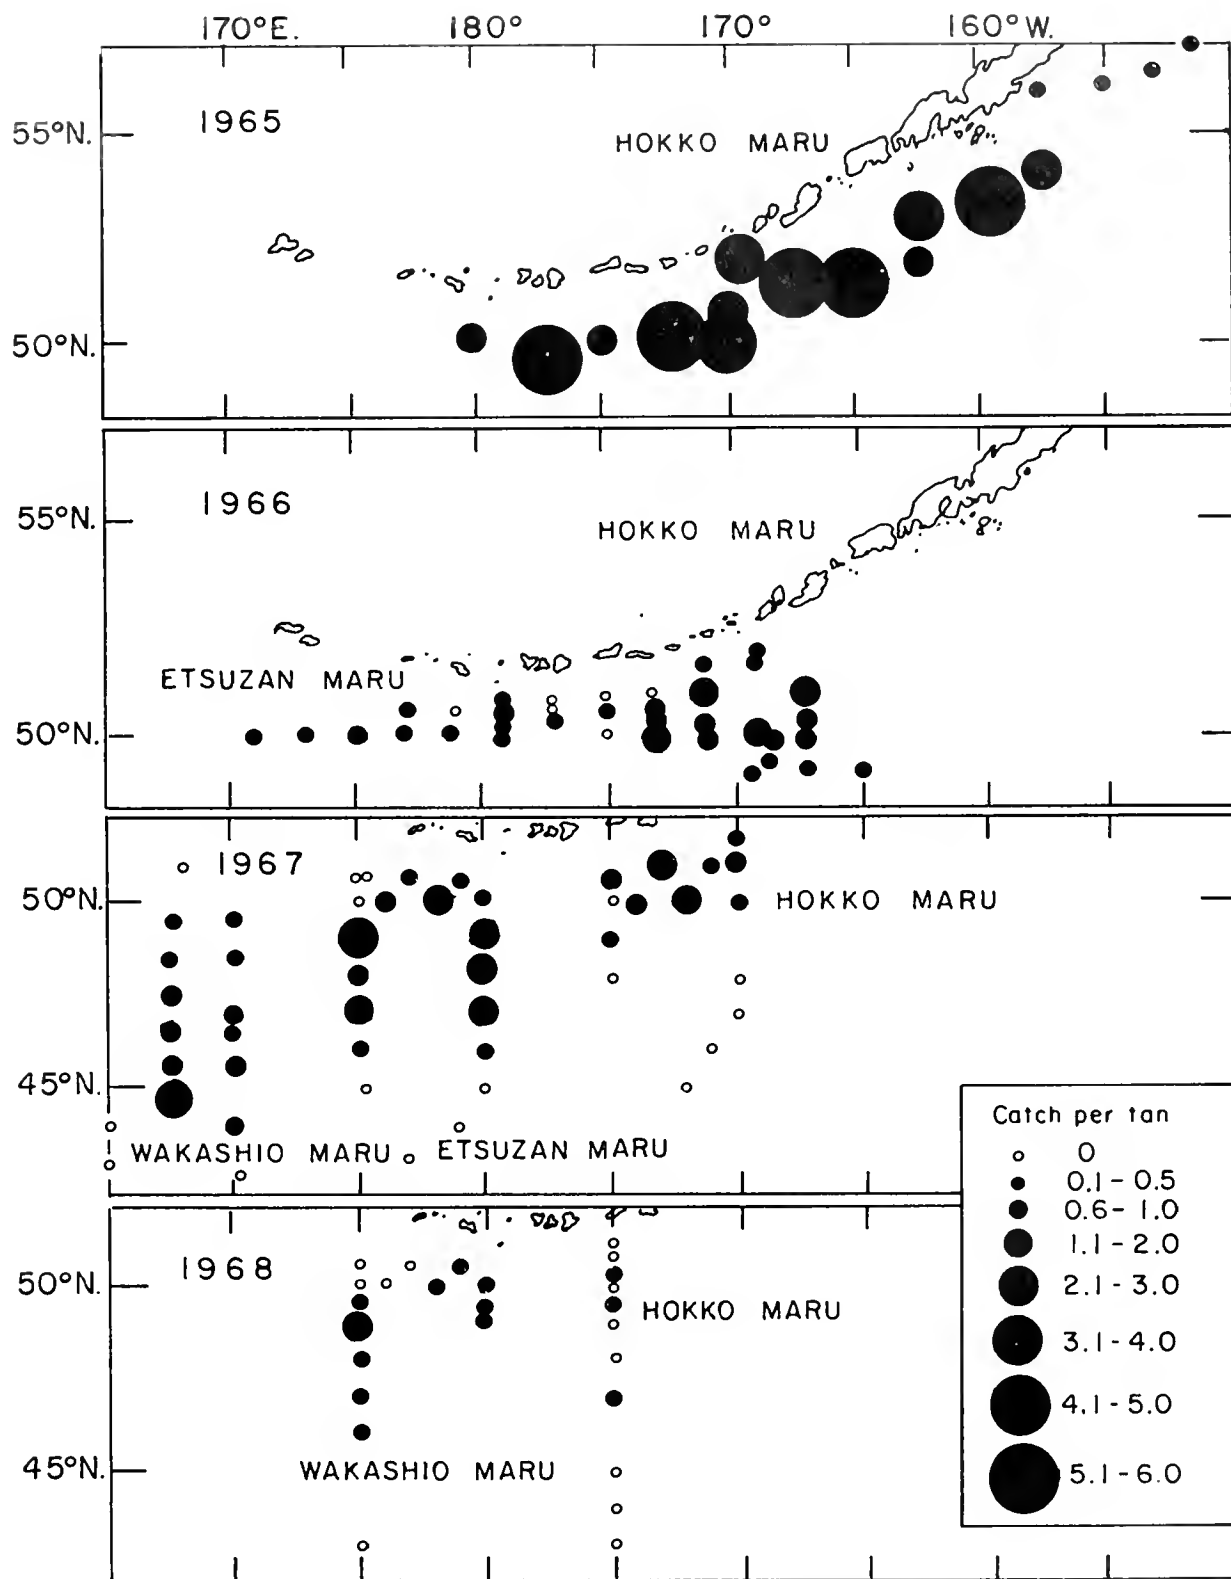 170°E. 180° 170° 160°W.
1965
55°N.
HOKKO MARU
50°N.
1966
55°N.
HOKKO MARU
ETSUZAN MARU
50°N.
1967
50°N.
HOKKO MARU
45°N.
WAKASHIO MARU ETSUZAN MARU
Catch per tan
0
0.1 - 0.5
0.6 - 1.0
1.1 - 2.0
2.1 - 3.0
3.1 - 4.0
4.1 - 5.0
5.1 - 6.0
1968
50°N.
HOKKO MARU
45°N.
WAKASHIO MARU